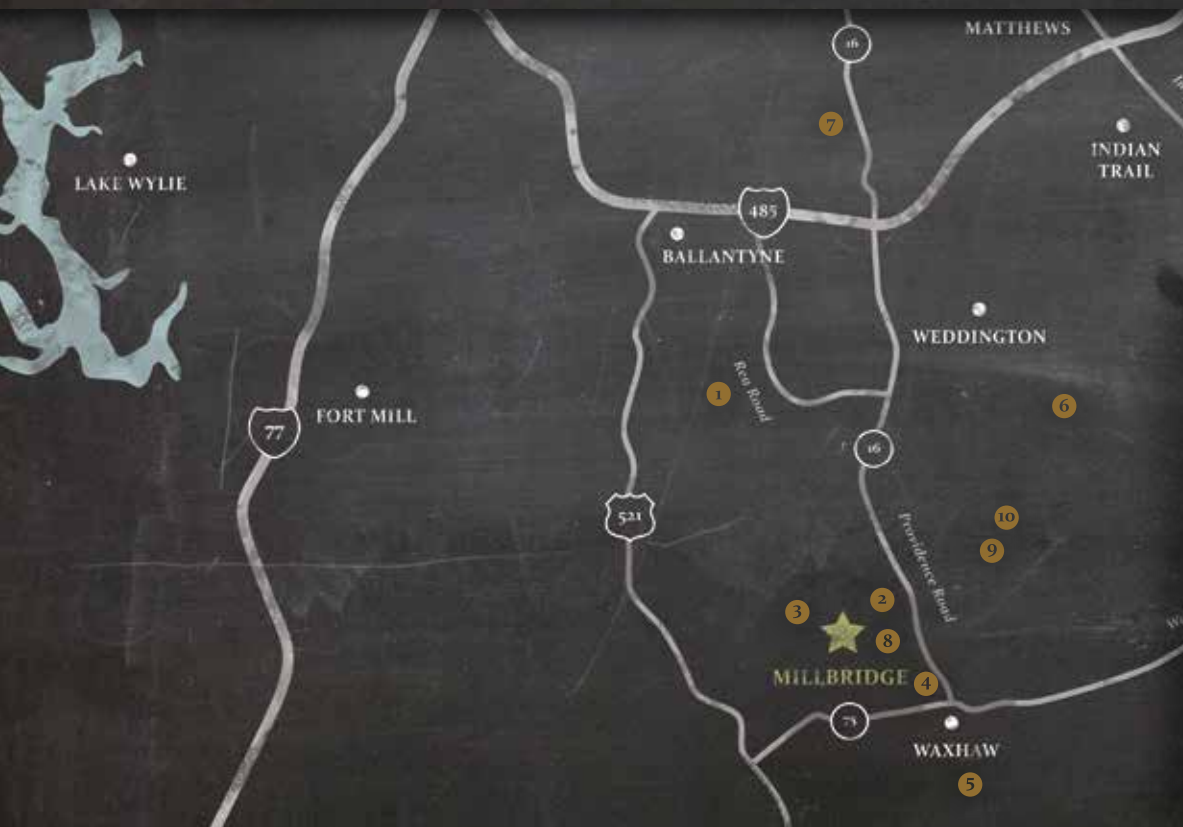 MATTHEWS
16
7
INDIAN
TRAIL
LAKE WYLIE
485
BALLANTYNE
WEDDINGTON
1
Rea Road
6
FORT MILL
77
16
521
10
Providence Road
9
2
3
8
MILLBRIDGE
4
75
WAXHAW
5